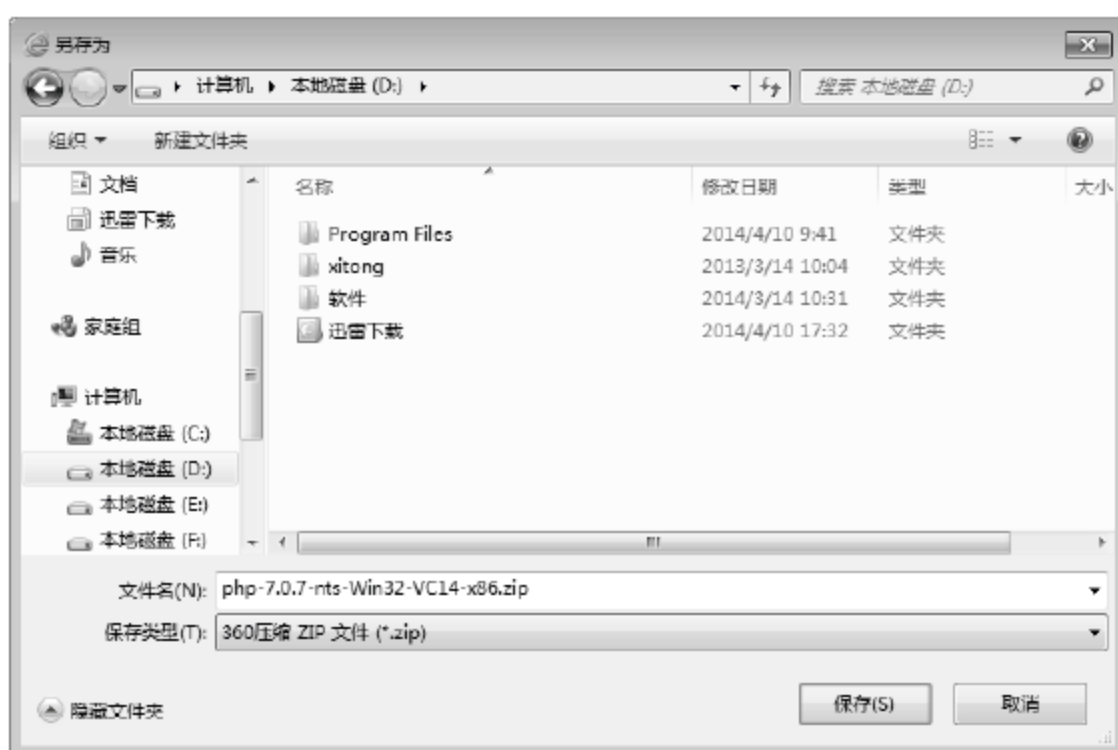 另存为
计算机 本地磁盘 (D:)
搜索 本地磁盘 (D:)
组织 新建文件夹
文档
迅雷下载
音乐
家庭组
计算机
本地磁盘 (C:)
本地磁盘 (D:)
本地磁盘 (E:)
本地磁盘 (F:)
名称 修改日期 类型 大小
Program Files 2014/4/10 9:41 文件夹
xitong 2013/3/14 10:04 文件夹
软件 2014/3/14 10:31 文件夹
迅雷下载 2014/4/10 17:32 文件夹
文件名(N): php-7.0.7-nts-Win32-VC14-x86.zip
保存类型(T): 360压缩 ZIP 文件 (*.zip)
隐藏文件夹
保存(S) 取消